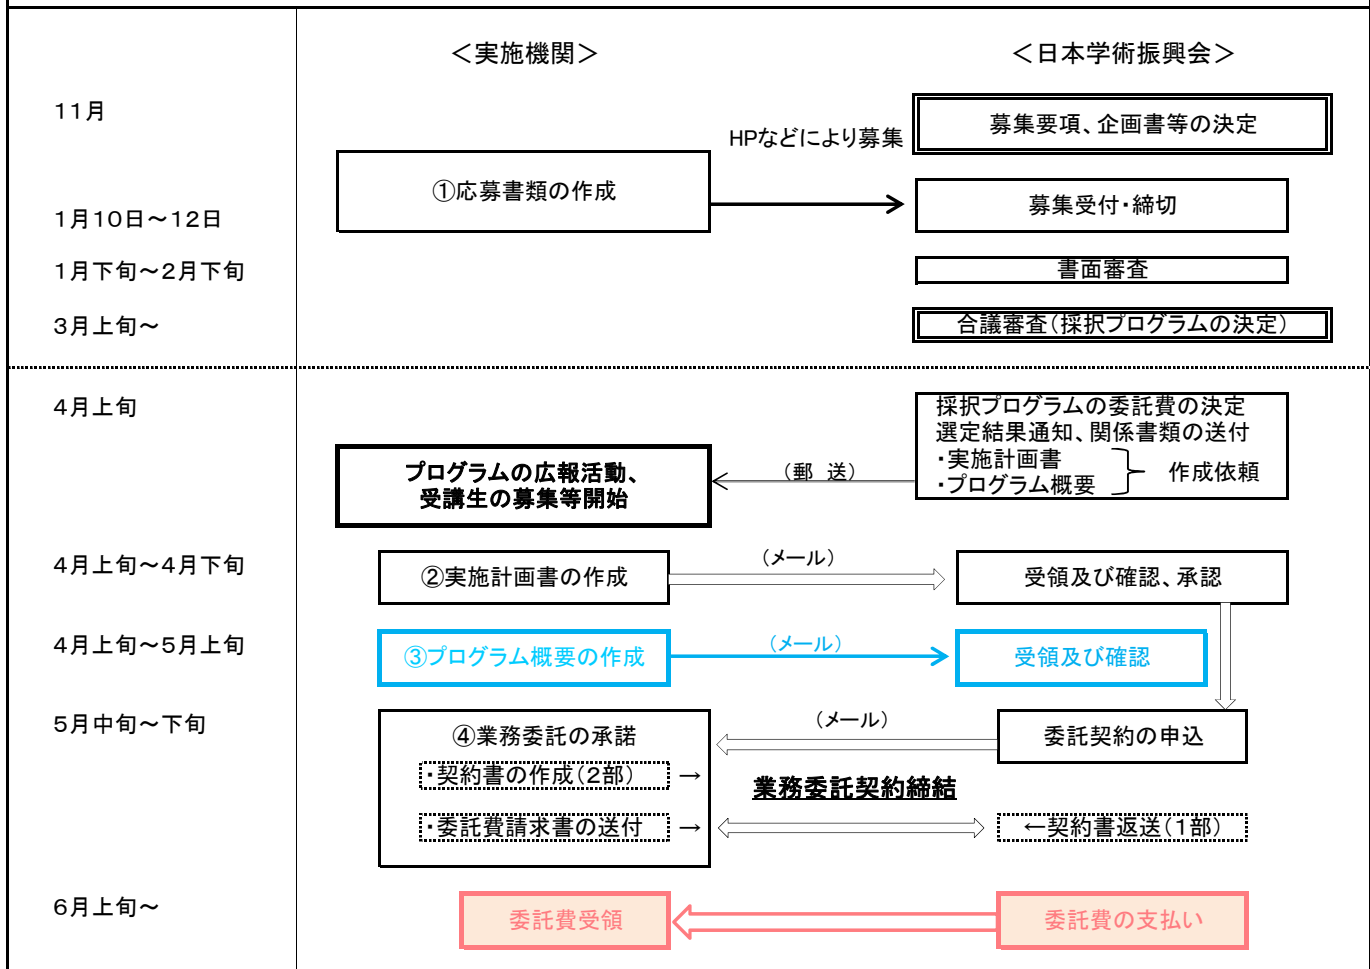 ＜実施機関＞
＜日本学術振興会＞
11月
募集要項、企画書等の決定
HPなどにより募集
①応募書類の作成
募集受付・締切
1月10日～12日
1月下旬～2月下旬
書面審査
3月上旬～
合議審査（採択プログラムの決定）
4月上旬
採択プログラムの委託費の決定
選定結果通知、関係書類の送付
・実施計画書
・プログラム概要
作成依頼
（郵 送）
プログラムの広報活動、
受講生の募集等開始
4月上旬～4月下旬
②実施計画書の作成
（メール）
受領及び確認、承認
4月上旬～5月上旬
③プログラム概要の作成
（メール）
受領及び確認
5月中旬～下旬
④業務委託の承諾
（メール）
委託契約の申込
・契約書の作成（2部）
→
業務委託契約締結
・委託費請求書の送付
→
←契約書返送（1部）
6月上旬～
委託費受領
委託費の支払い